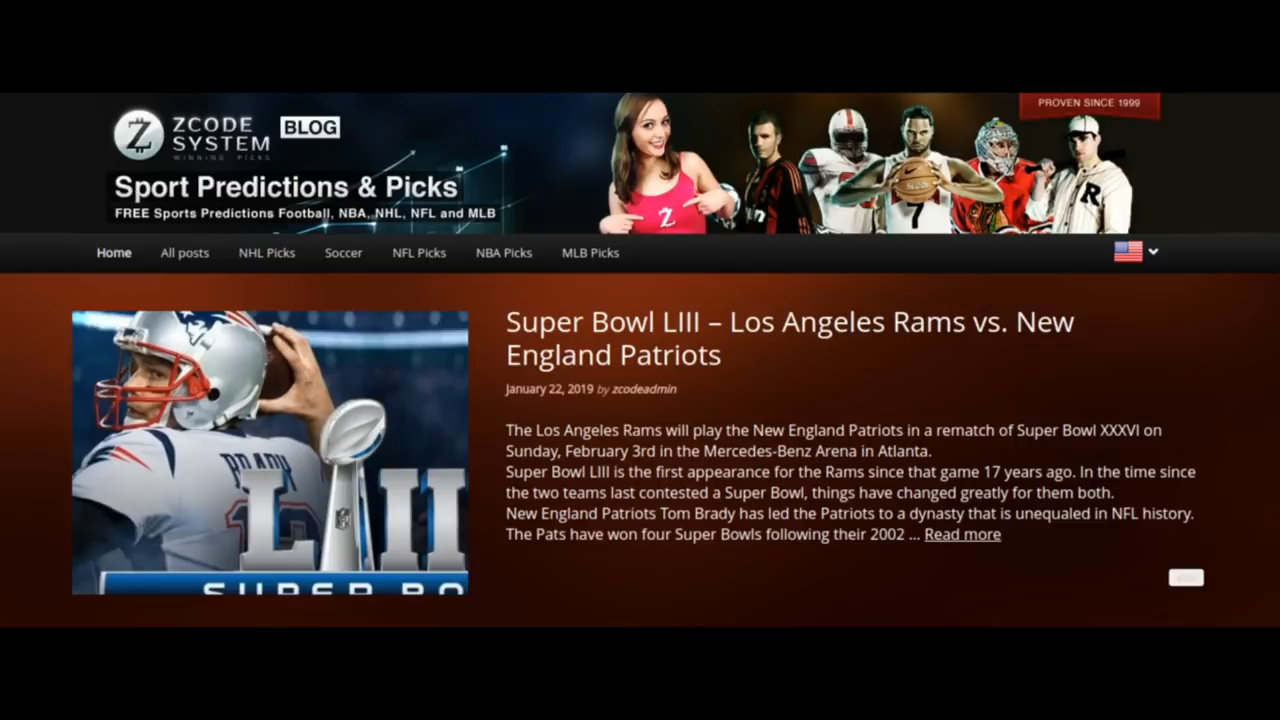 PROVEN SINCE 1999
ZCODE
SYSTEM
WINNING PICKS
BLOG
Sport Predictions & Picks
FREE Sports Predictions Football, NBA, NHL, NFL and MLB
Z
7
R
Home All posts NHL Picks Soccer NFL Picks NBA Picks MLB Picks
BRADY
LII
SUPER BO
Super Bowl LIII – Los Angeles Rams vs. New
England Patriots
January 22, 2019 by zcodeadmin
The Los Angeles Rams will play the New England Patriots in a rematch of Super Bowl XXXVI on
Sunday, February 3rd in the Mercedes-Benz Arena in Atlanta.
Super Bowl LIII is the first appearance for the Rams since that game 17 years ago. In the time since
the two teams last contested a Super Bowl, things have changed greatly for them both.
New England Patriots Tom Brady has led the Patriots to a dynasty that is unequaled in NFL history.
The Pats have won four Super Bowls following their 2002 ... Read more